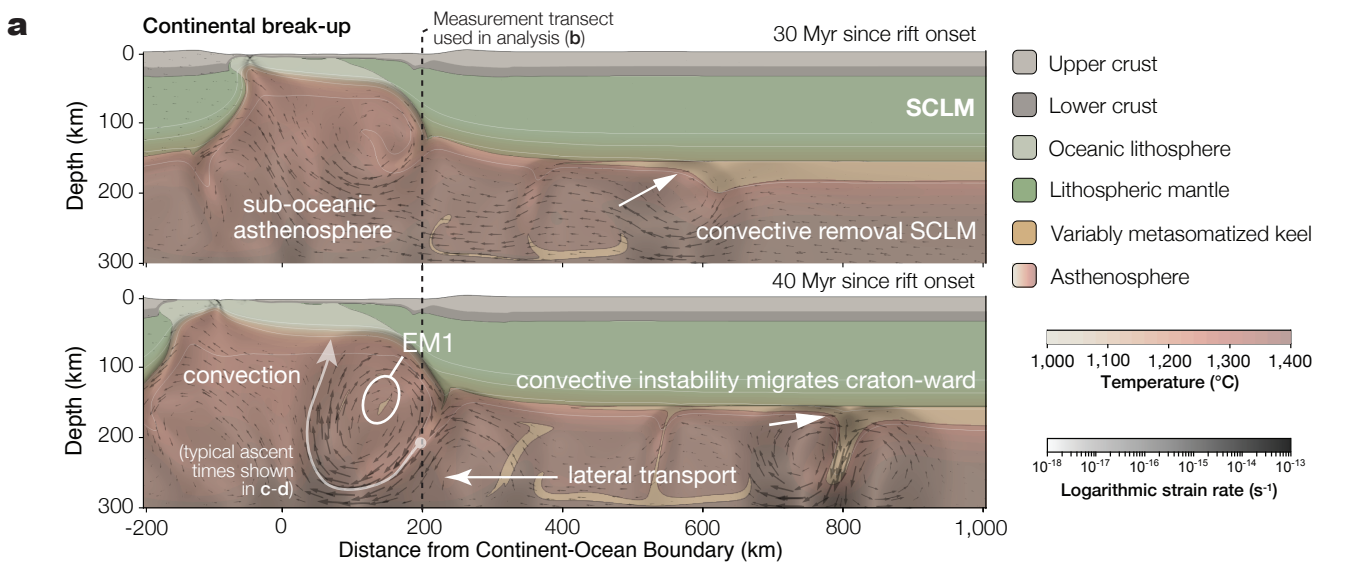 a
Continental break-up
Measurement transect
used in analysis (b)
30 Myr since rift onset
0
100
200
300
Depth (km)
SCLM
sub-oceanic
asthenosphere
convective removal SCLM
40 Myr since rift onset
0
100
200
300
Depth (km)
EM1
convection
convective instability migrates craton-ward
(typical ascent
times shown
in c-d)
lateral transport
-200 0 200 400 600 800 1,000
Distance from Continent-Ocean Boundary (km)
Upper crust
Lower crust
Oceanic lithosphere
Lithospheric mantle
Variably metasomatized keel
Asthenosphere
1,000 1,100 1,200 1,300 1,400
Temperature (°C)
10⁻¹⁸ 10⁻¹⁷ 10⁻¹⁶ 10⁻¹⁵ 10⁻¹⁴ 10⁻¹³
Logarithmic strain rate (s⁻¹)